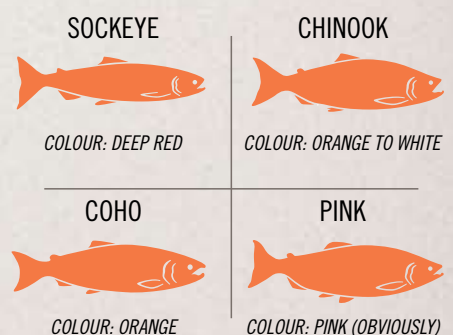 SOCKEYE
COLOUR: DEEP RED
CHINOOK
COLOUR: ORANGE TO WHITE
COHO
COLOUR: ORANGE
PINK
COLOUR: PINK (OBVIOUSLY)